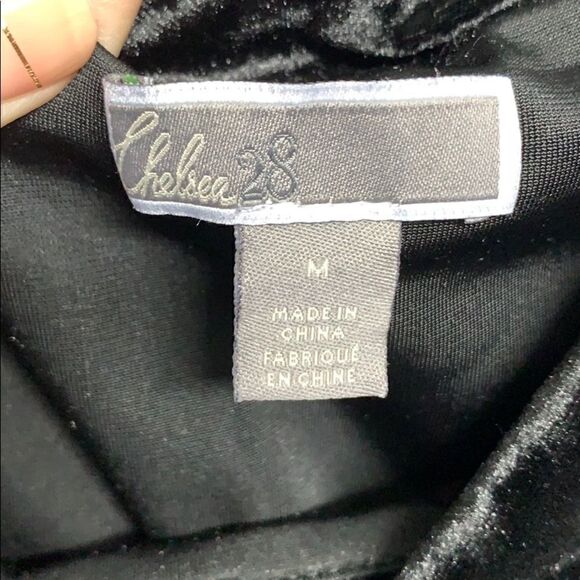 Chelsea28
M
MADE IN
CHINA
FABRIQUÉ
EN CHINE